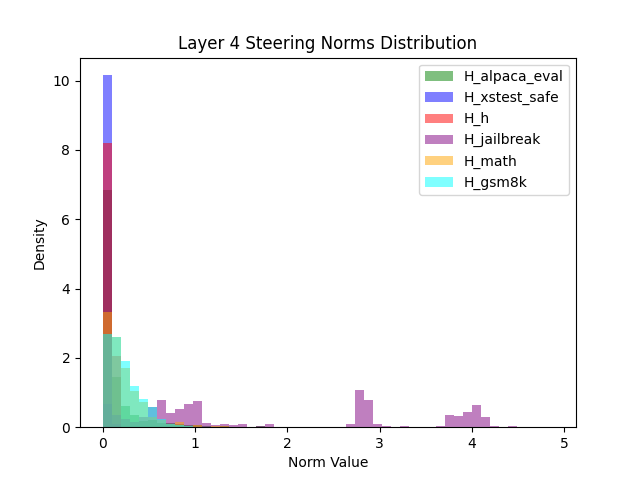 Layer 4 Steering Norms Distribution
H_alpaca_eval
H_xstest_safe
H_h
H_jailbreak
H_math
H_gsm8k
10
8
6
4
2
0
Density
0 1 2 3 4 5
Norm Value